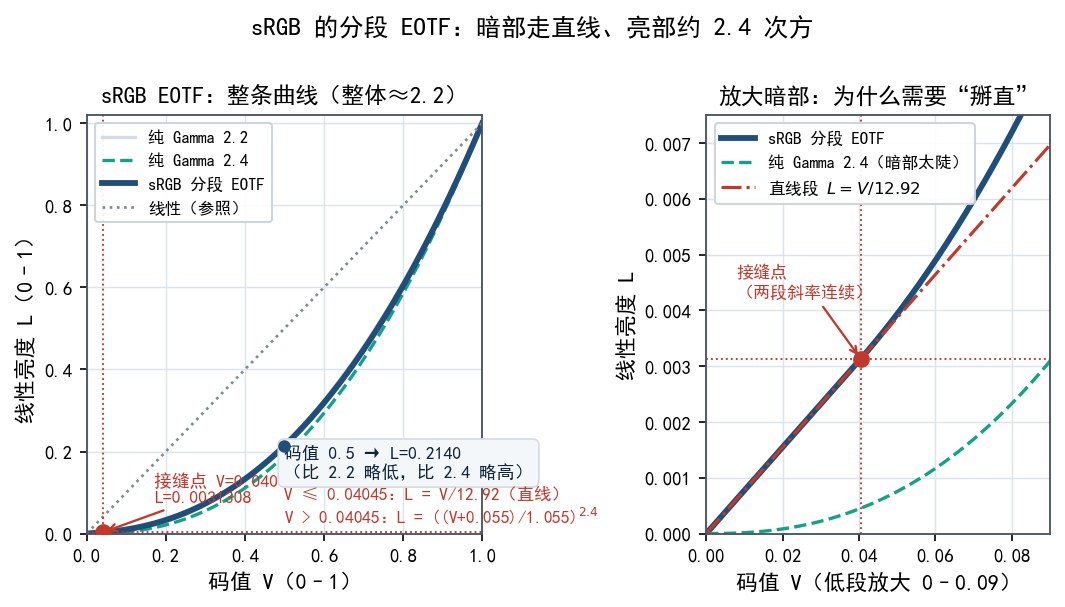 sRGB 的分段 EOTF：暗部走直线、亮部约 2.4 次方
sRGB EOTF：整条曲线（整体≈2.2）
线性亮度 L（0–1）
1.0
0.8
0.6
0.4
0.2
0.0
纯 Gamma 2.2
纯 Gamma 2.4
sRGB 分段 EOTF
线性（参照）
码值 0.5 → L=0.2140
（比 2.2 略低，比 2.4 略高）
接缝点 V=0.040
L=0.0031308
V ≤ 0.04045：L = V/12.92（直线）
V > 0.04045：L = ((V+0.055)/1.055)^2.4
0.0 0.2 0.4 0.6 0.8 1.0
码值 V（0–1）
放大暗部：为什么需要“掰直”
线性亮度 L
0.007
0.006
0.005
0.004
0.003
0.002
0.001
0.000
sRGB 分段 EOTF
纯 Gamma 2.4（暗部太陡）
直线段 L = V/12.92
接缝点
（两段斜率连续）
0.00 0.02 0.04 0.06 0.08
码值 V（低段放大 0–0.09）